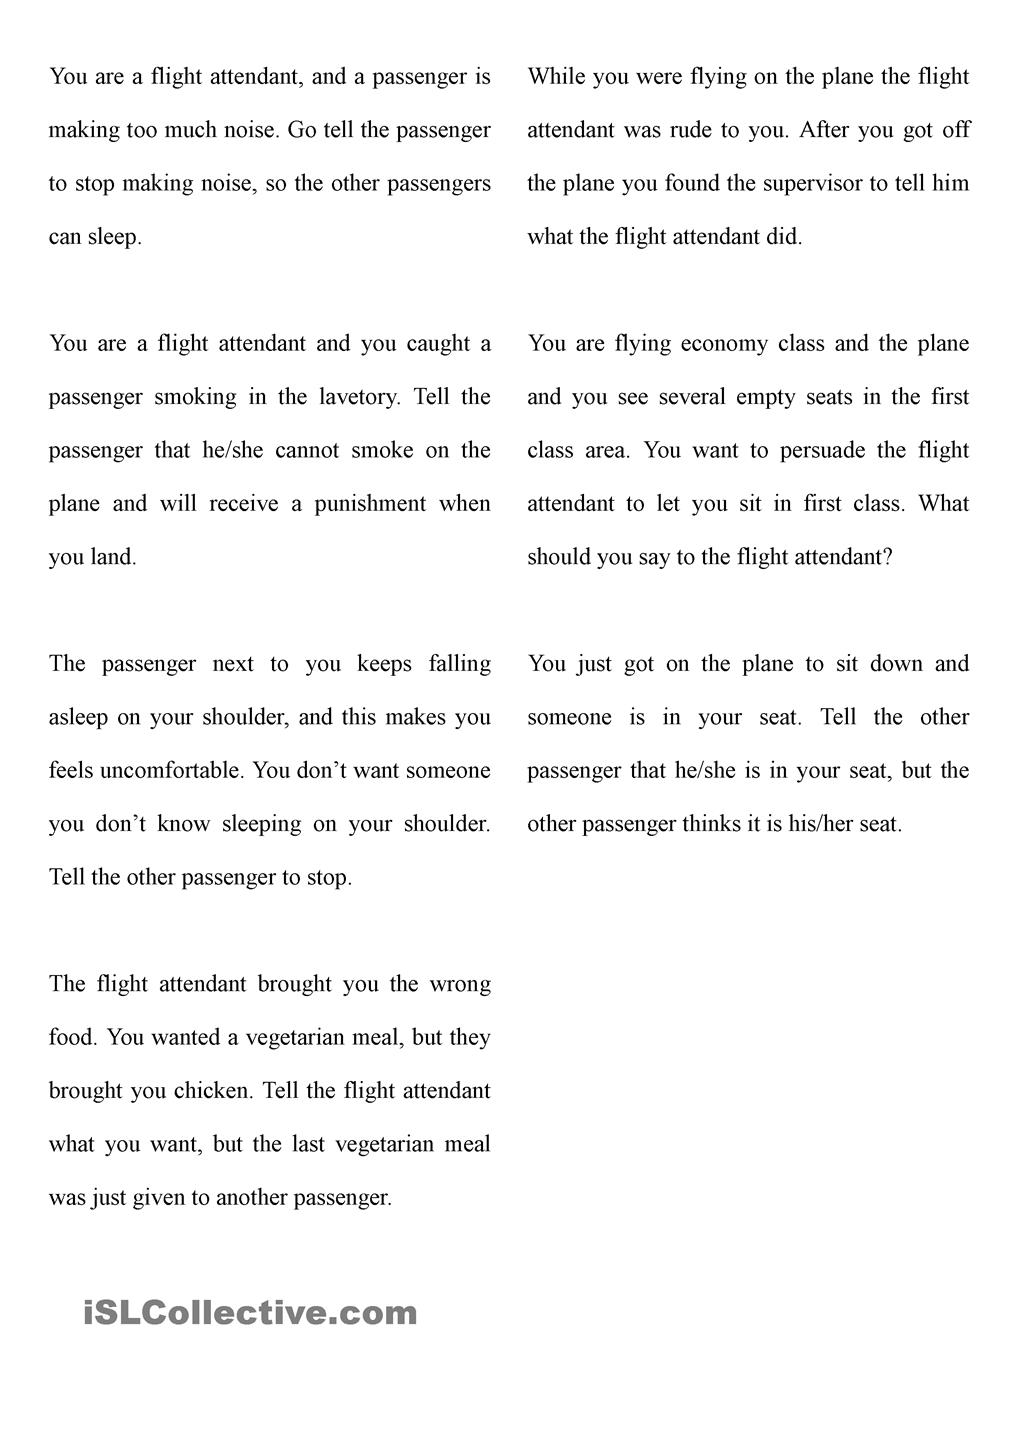 You are a flight attendant, and a passenger is
making too much noise. Go tell the passenger
to stop making noise, so the other passengers
can sleep.
You are a flight attendant and you caught a
passenger smoking in the lavetory. Tell the
passenger that he/she cannot smoke on the
plane and will receive a punishment when
you land.
The passenger next to you keeps falling
asleep on your shoulder, and this makes you
feels uncomfortable. You don’t want someone
you don’t know sleeping on your shoulder.
Tell the other passenger to stop.
The flight attendant brought you the wrong
food. You wanted a vegetarian meal, but they
brought you chicken. Tell the flight attendant
what you want, but the last vegetarian meal
was just given to another passenger.
While you were flying on the plane the flight
attendant was rude to you. After you got off
the plane you found the supervisor to tell him
what the flight attendant did.
You are flying economy class and the plane
and you see several empty seats in the first
class area. You want to persuade the flight
attendant to let you sit in first class. What
should you say to the flight attendant?
You just got on the plane to sit down and
someone is in your seat. Tell the other
passenger that he/she is in your seat, but the
other passenger thinks it is his/her seat.
iSLCollective.com